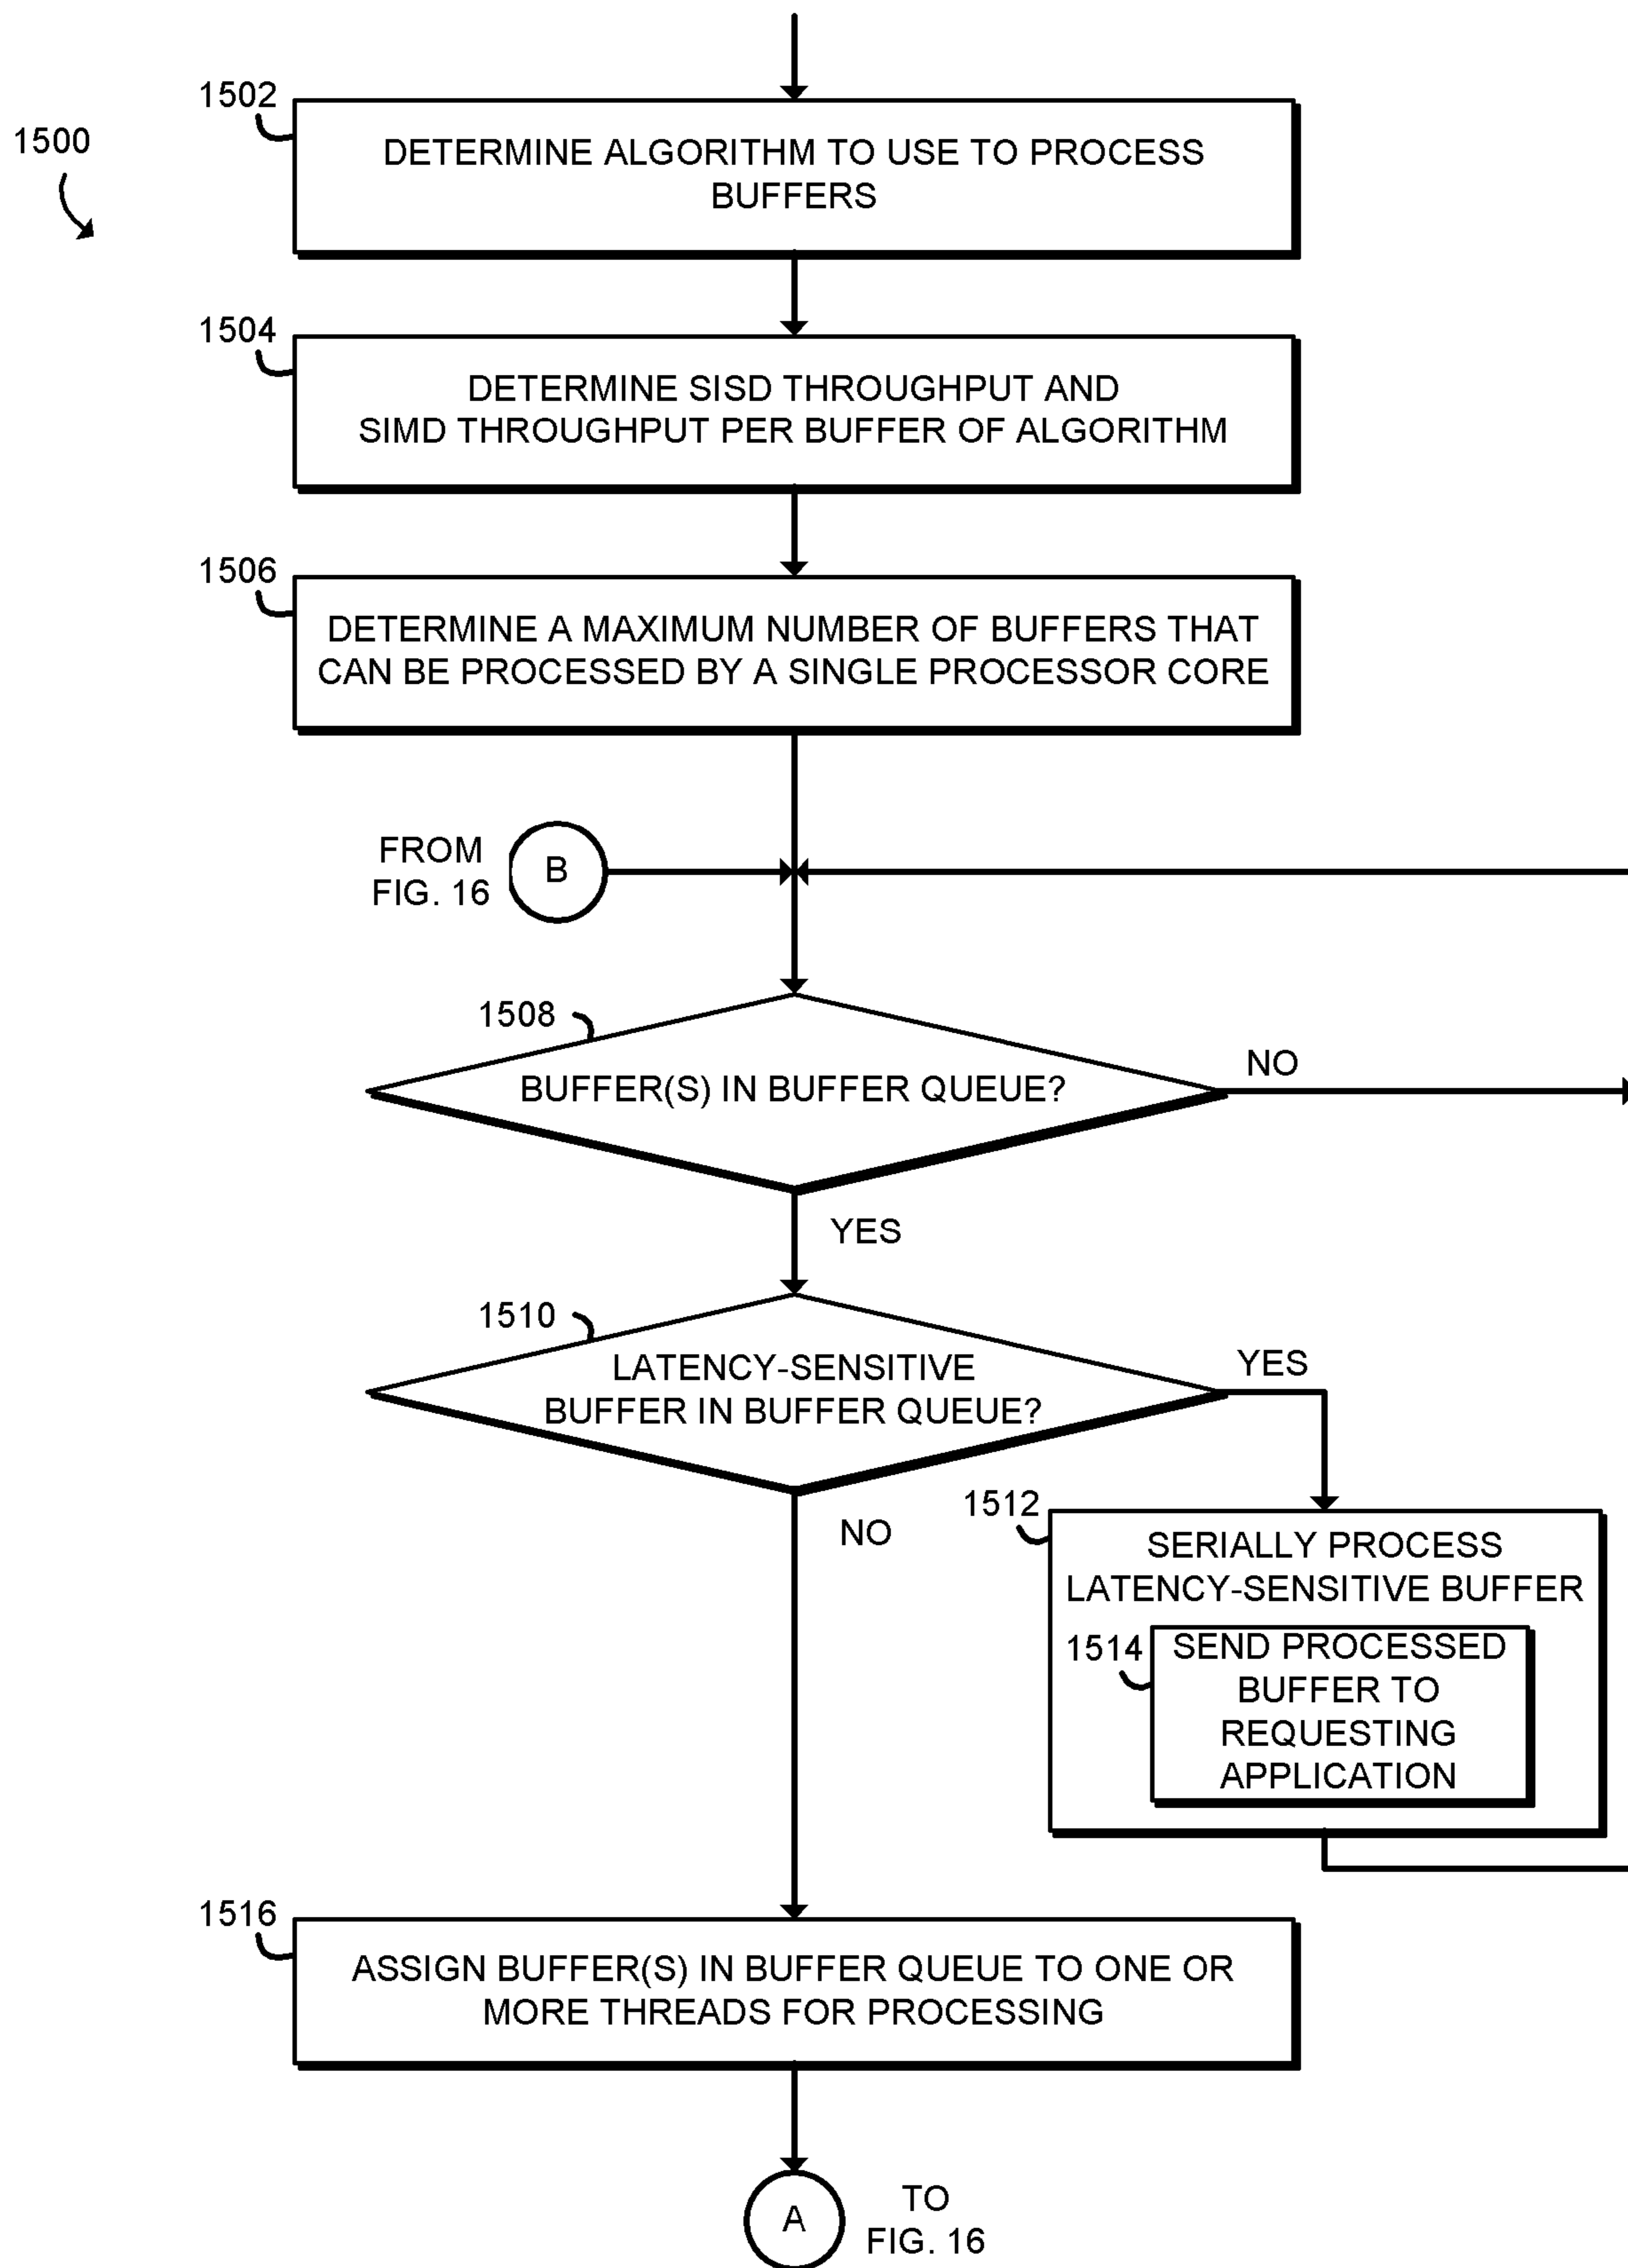 1500
1502
DETERMINE ALGORITHM TO USE TO PROCESS
BUFFERS
1504
DETERMINE SISD THROUGHPUT AND
SIMD THROUGHPUT PER BUFFER OF ALGORITHM
1506
DETERMINE A MAXIMUM NUMBER OF BUFFERS THAT
CAN BE PROCESSED BY A SINGLE PROCESSOR CORE
FROM
FIG. 16
B
1508
BUFFER(S) IN BUFFER QUEUE?
NO
YES
1510
LATENCY-SENSITIVE
BUFFER IN BUFFER QUEUE?
YES
NO
1512
SERIALLY PROCESS
LATENCY-SENSITIVE BUFFER
1514
SEND PROCESSED
BUFFER TO
REQUESTING
APPLICATION
1516
ASSIGN BUFFER(S) IN BUFFER QUEUE TO ONE OR
MORE THREADS FOR PROCESSING
A
TO
FIG. 16